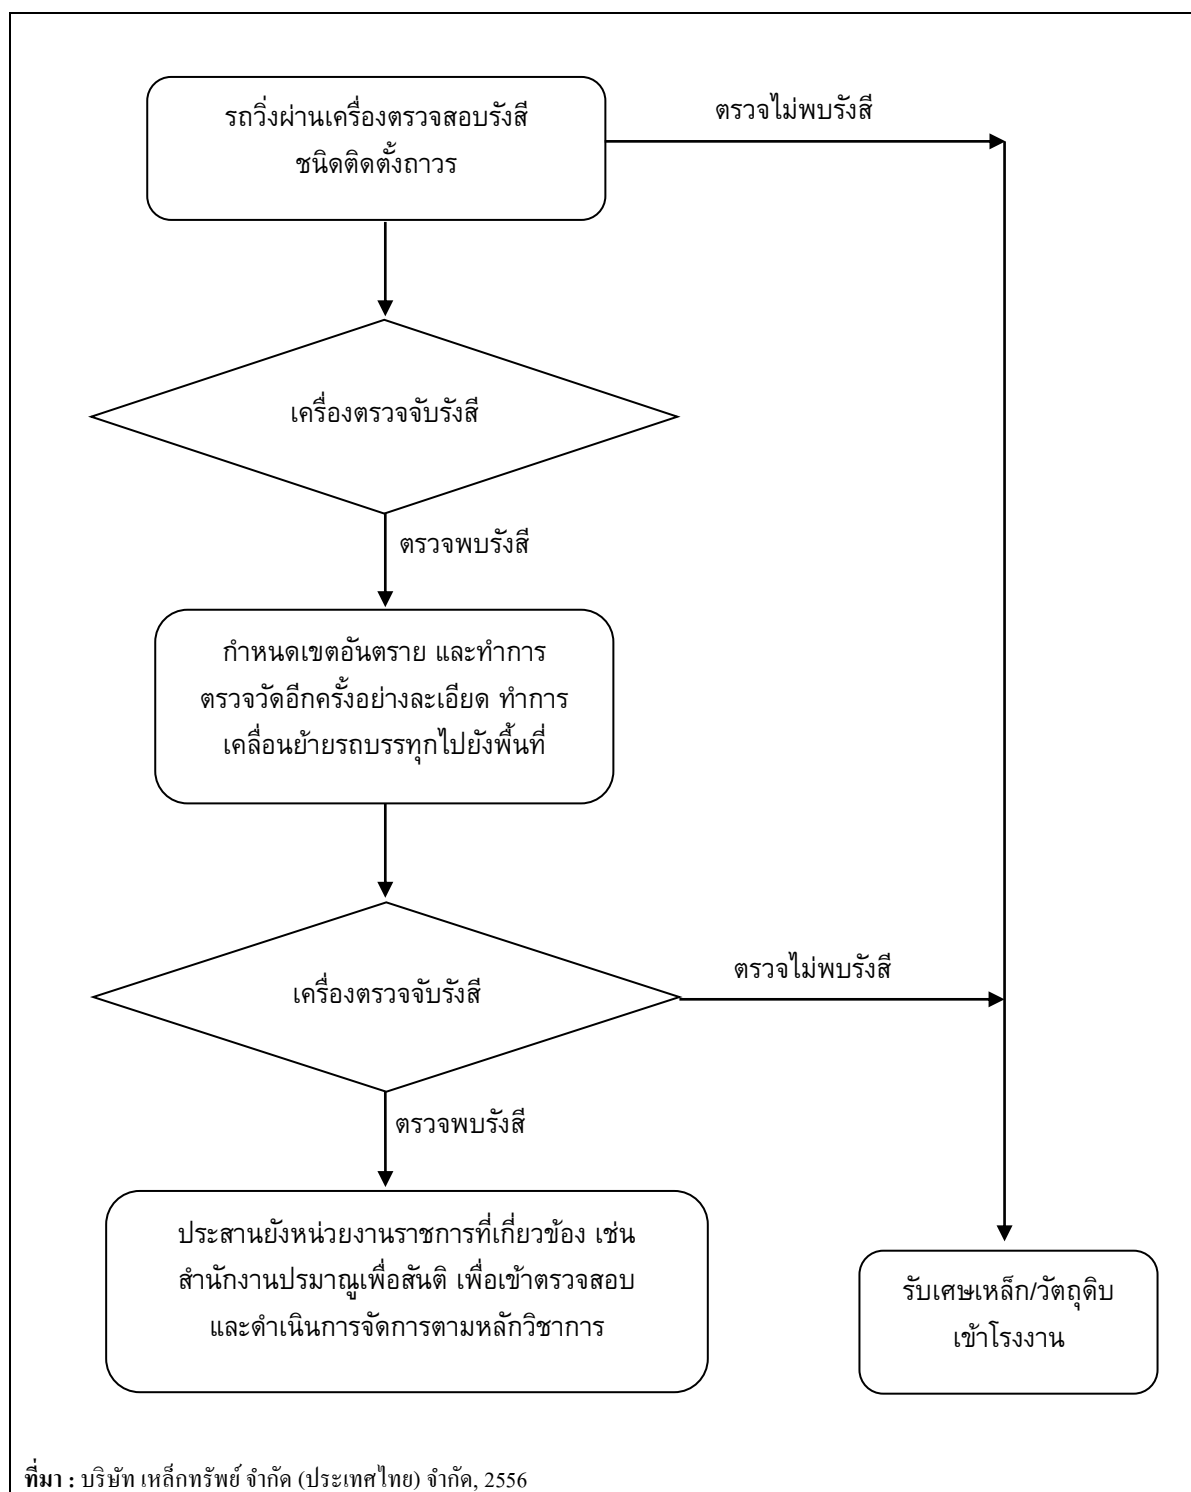 รถวิ่งผ่านเครื่องตรวจสอบรังสี
ชนิดติดตั้งถาวร
ตรวจไม่พบรังสี
เครื่องตรวจจับรังสี
ตรวจพบรังสี
กำหนดเขตอันตราย และทำการ
ตรวจวัดอีกครั้งอย่างละเอียด ทำการ
เคลื่อนย้ายรถบรรทุกไปยังพื้นที่
เครื่องตรวจจับรังสี
ตรวจไม่พบรังสี
ตรวจพบรังสี
ประสานยังหน่วยงานราชการที่เกี่ยวข้อง เช่น
สำนักงานปรมาณูเพื่อสันติ เพื่อเข้าตรวจสอบ
และดำเนินการจัดการตามหลักวิชาการ
รับเศษเหล็ก/วัตถุดิบ
เข้าโรงงาน
ที่มา : บริษัท เหล็กทรัพย์ จำกัด (ประเทศไทย) จำกัด, 2556